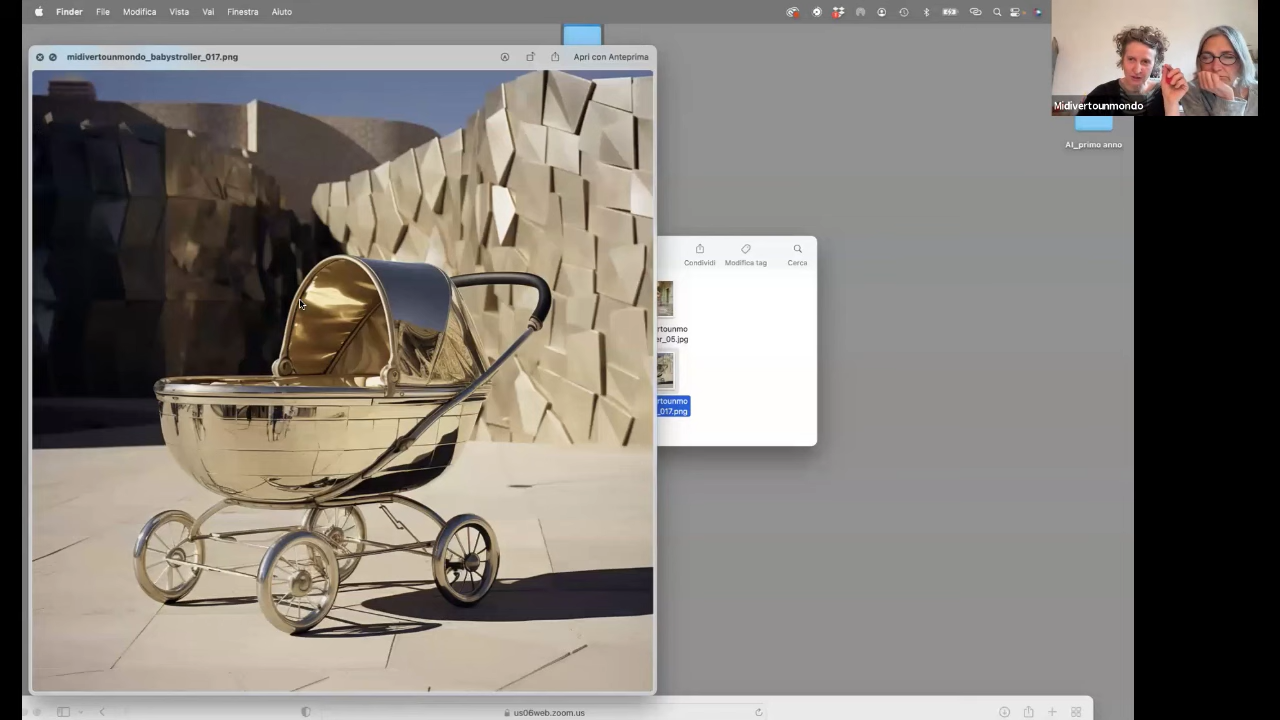 Finder File Modifica Vista Vai Finestra Aiuto
midivertounmondo_babystroller_017.png Apri con Anteprima
Midivertounmondo
AI_primo anno
Condividi Modifica tag Cerca
rtounmo
er_05.jpg
rtounmo
_017.png
us06web.zoom.us